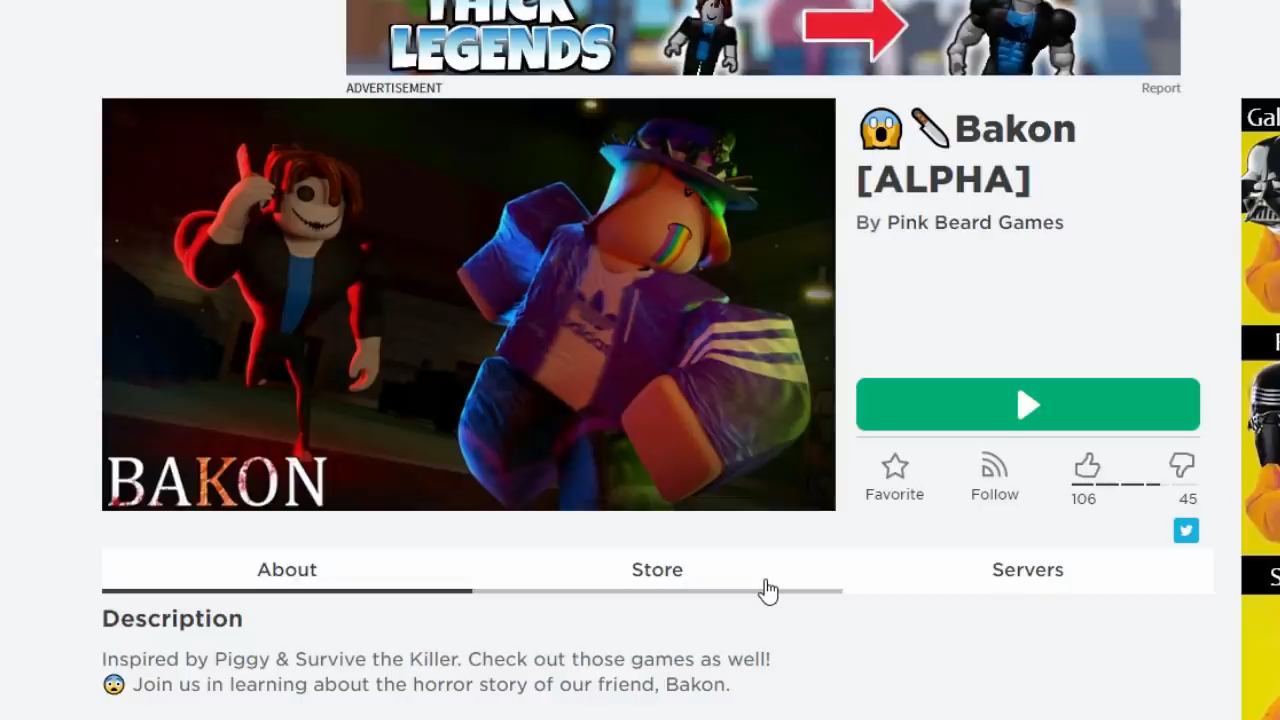 THICK
LEGENDS
ADVERTISEMENT
Report
😱🔪Bakon
[ALPHA]
By Pink Beard Games
BAKON
Favorite
Follow
106
45
About
Store
Servers
Description
Inspired by Piggy & Survive the Killer. Check out those games as well!
😨 Join us in learning about the horror story of our friend, Bakon.